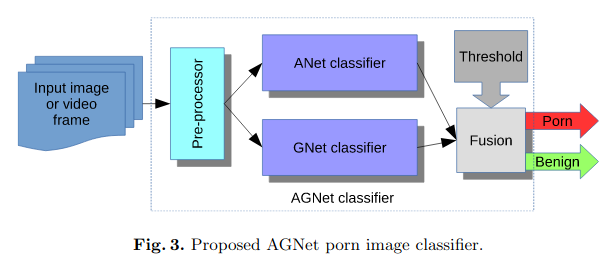 Input image
or video
frame
Pre-processor
ANet classifier
GNet classifier
Threshold
Fusion
Porn
Benign
AGNet classifier
Fig. 3. Proposed AGNet porn image classifier.